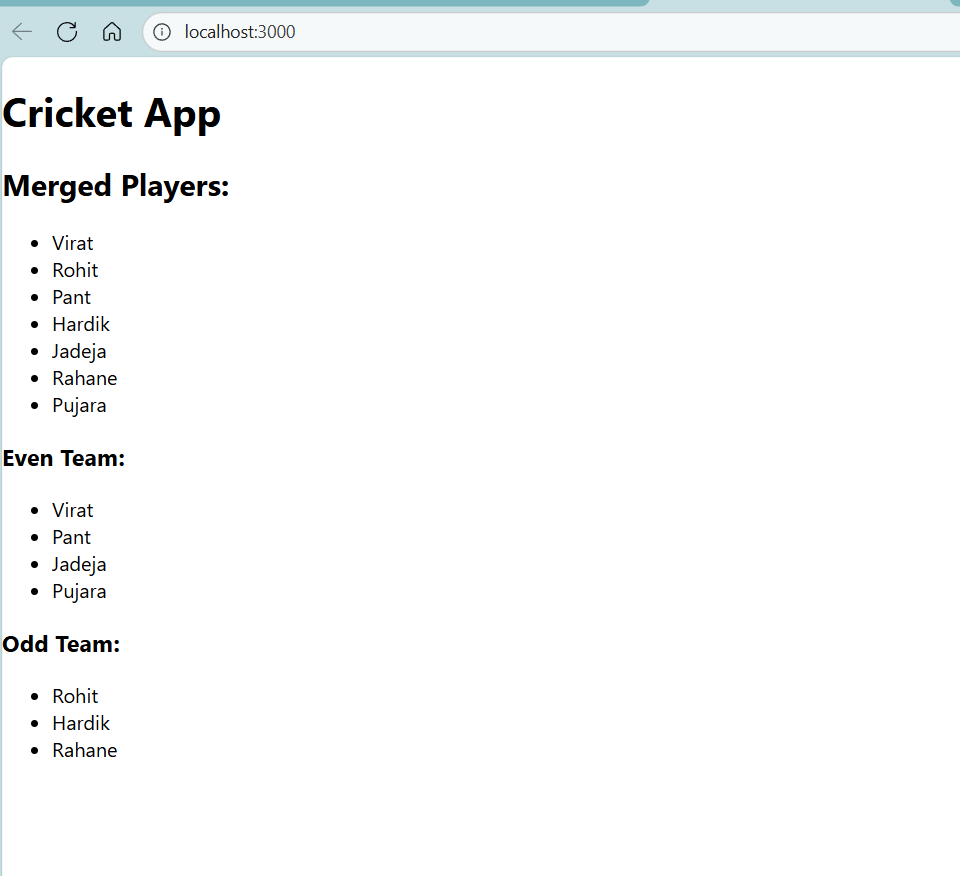 localhost:3000
Cricket App
Merged Players:
Virat
Rohit
Pant
Hardik
Jadeja
Rahane
Pujara
Even Team:
Virat
Pant
Jadeja
Pujara
Odd Team:
Rohit
Hardik
Rahane